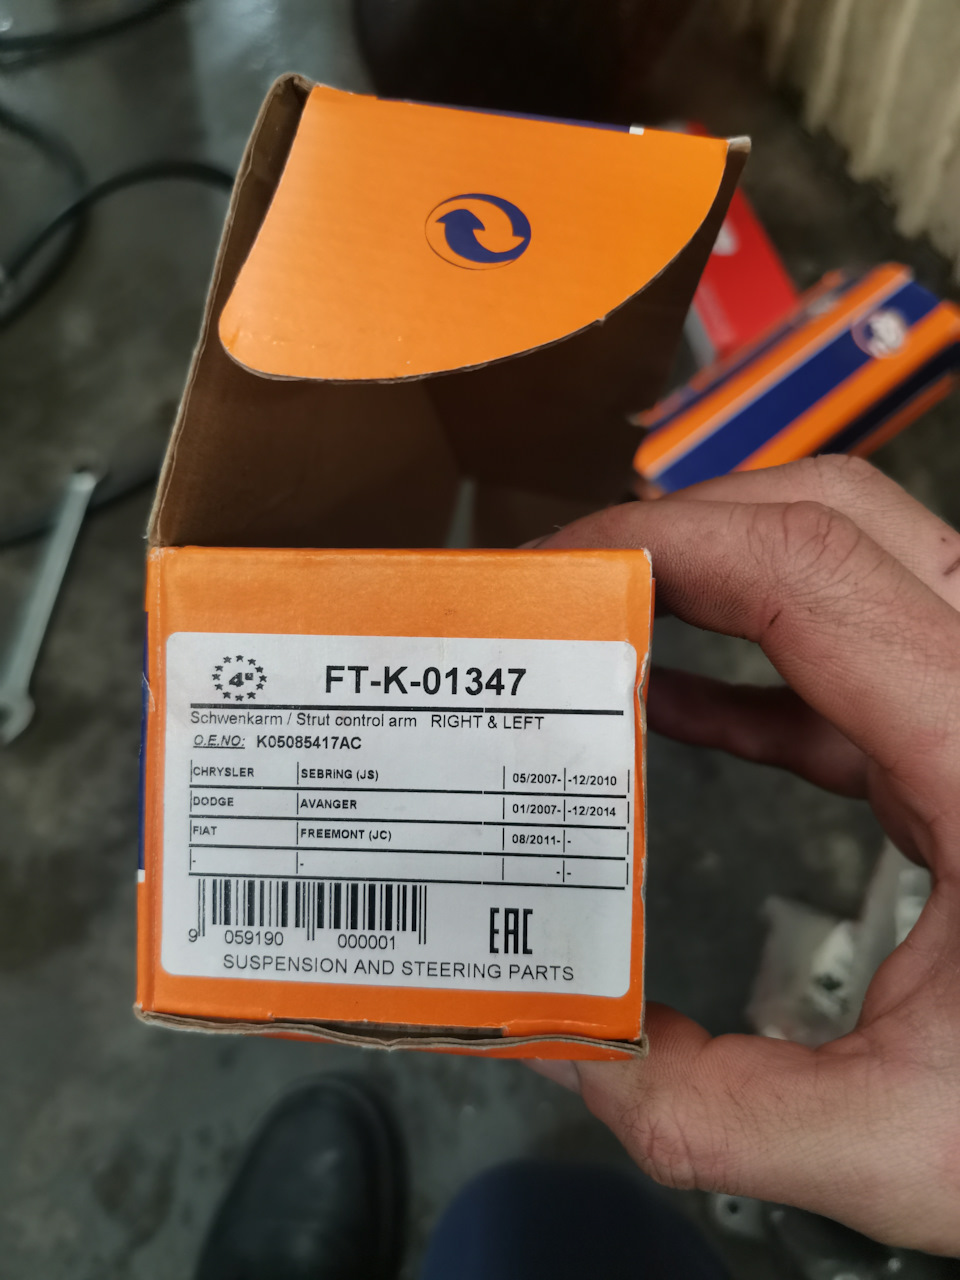 4E
FT-K-01347
Schwenkarm / Strut control arm RIGHT & LEFT
O.E.NO: K05085417AC
CHRYSLER SEBRING (JS) 05/2007- -12/2010
DODGE AVANGER 01/2007- -12/2014
FIAT FREEMONT (JC) 08/2011- -
- - - -
9 059190 000001
EAC
SUSPENSION AND STEERING PARTS